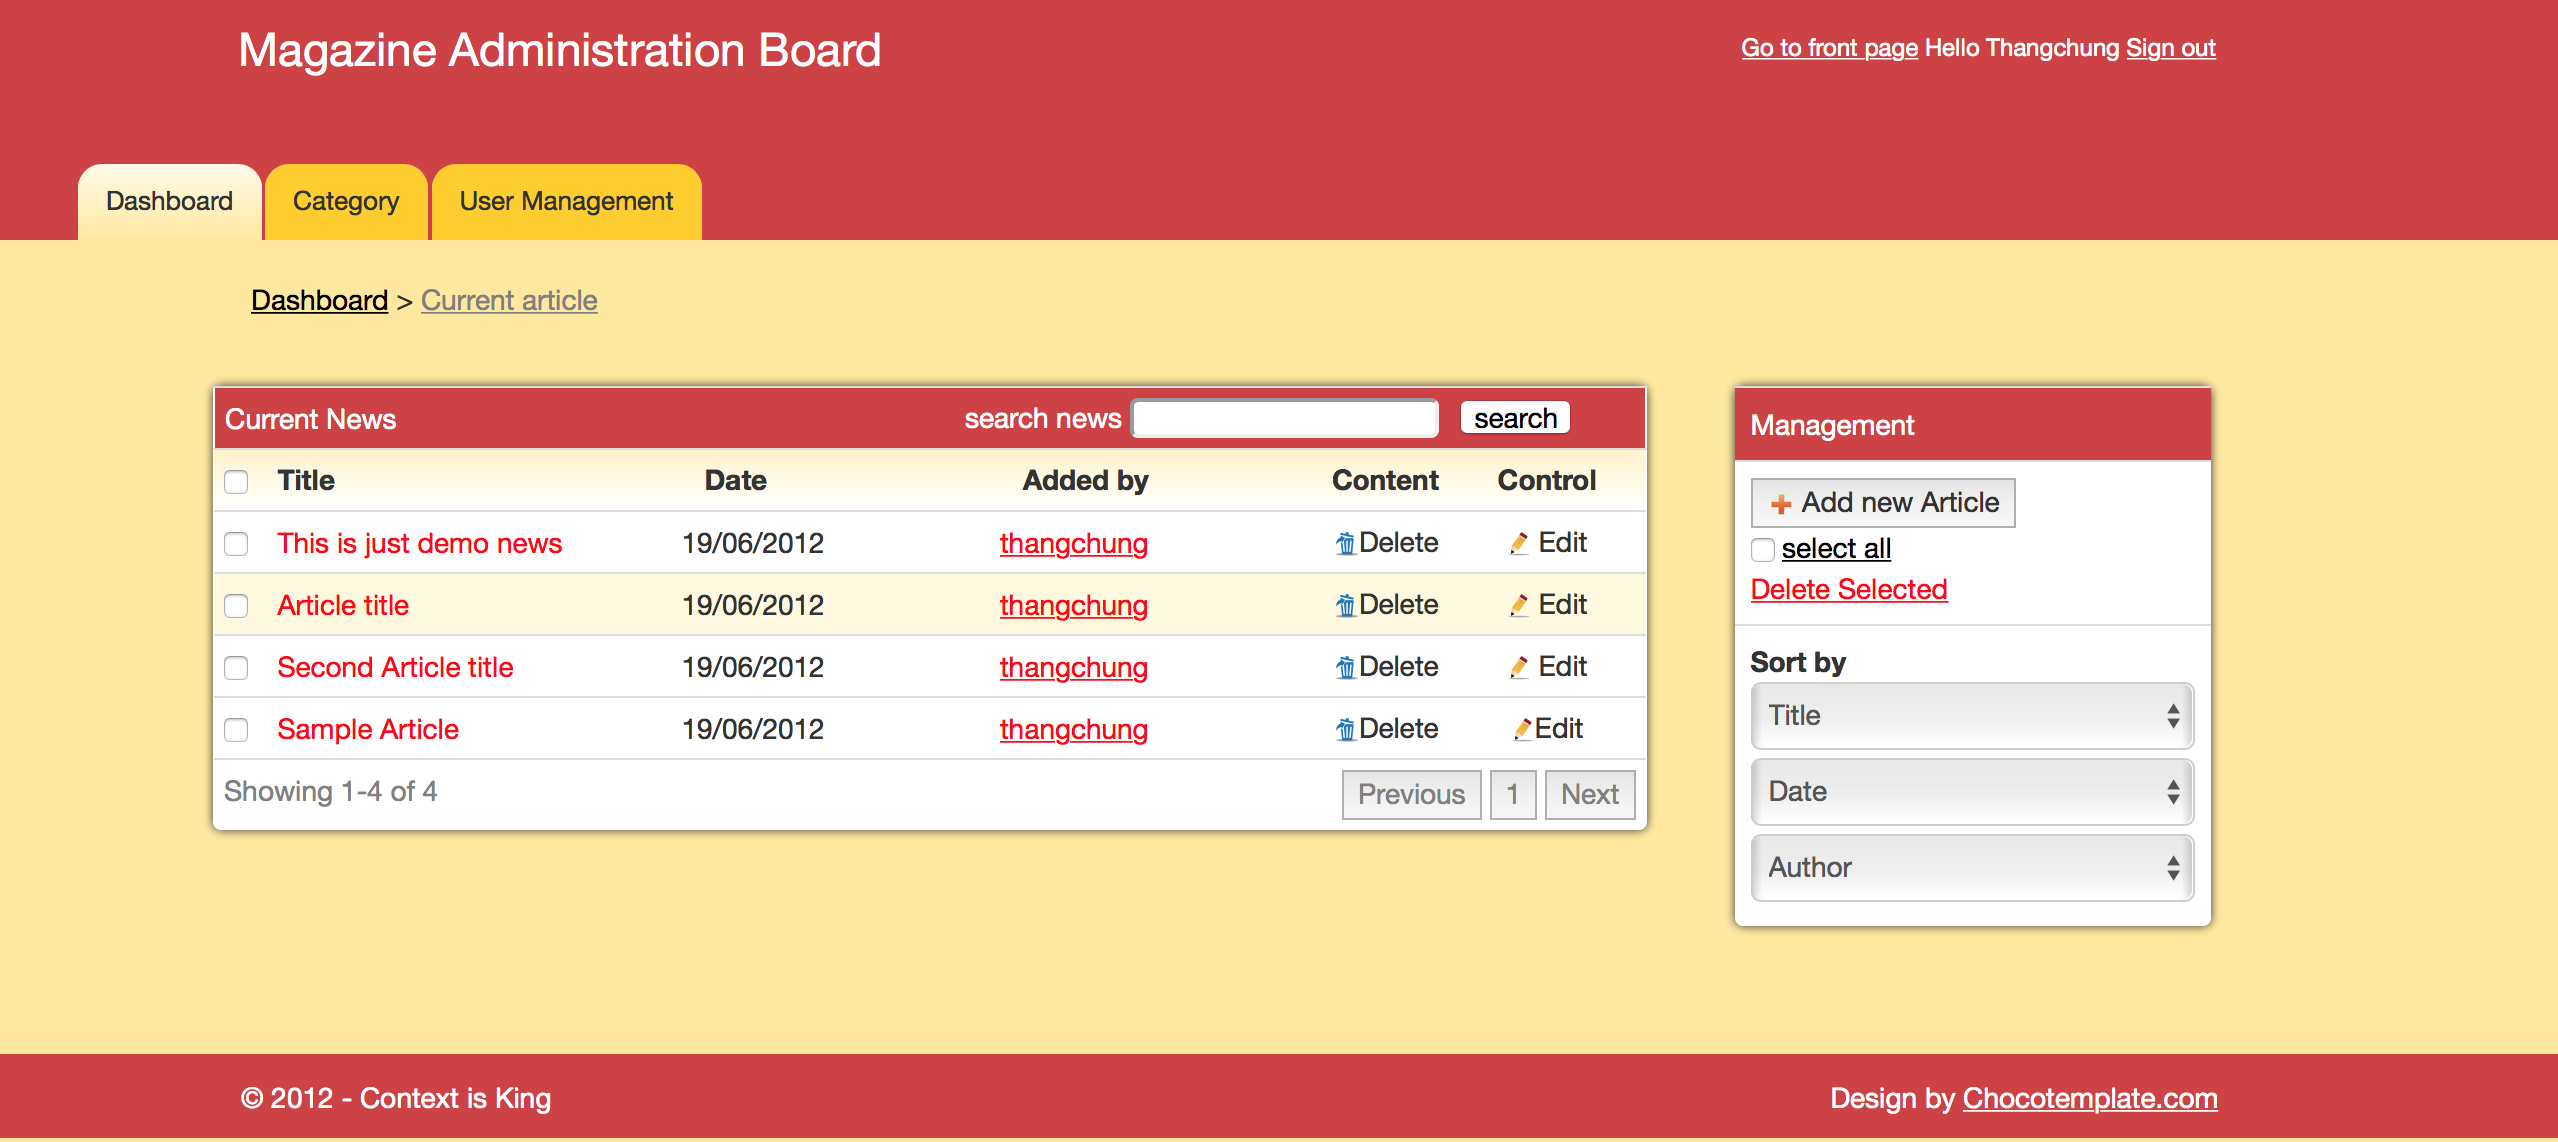 Magazine Administration Board
Go to front page Hello Thangchung Sign out
Dashboard Category User Management
Dashboard > Current article
Current News search news search
Title Date Added by Content Control
This is just demo news 19/06/2012 thangchung Delete Edit
Article title 19/06/2012 thangchung Delete Edit
Second Article title 19/06/2012 thangchung Delete Edit
Sample Article 19/06/2012 thangchung Delete Edit
Showing 1-4 of 4 Previous 1 Next
Management
Add new Article
select all
Delete Selected
Sort by
Title
Date
Author
© 2012 - Context is King
Design by Chocotemplate.com